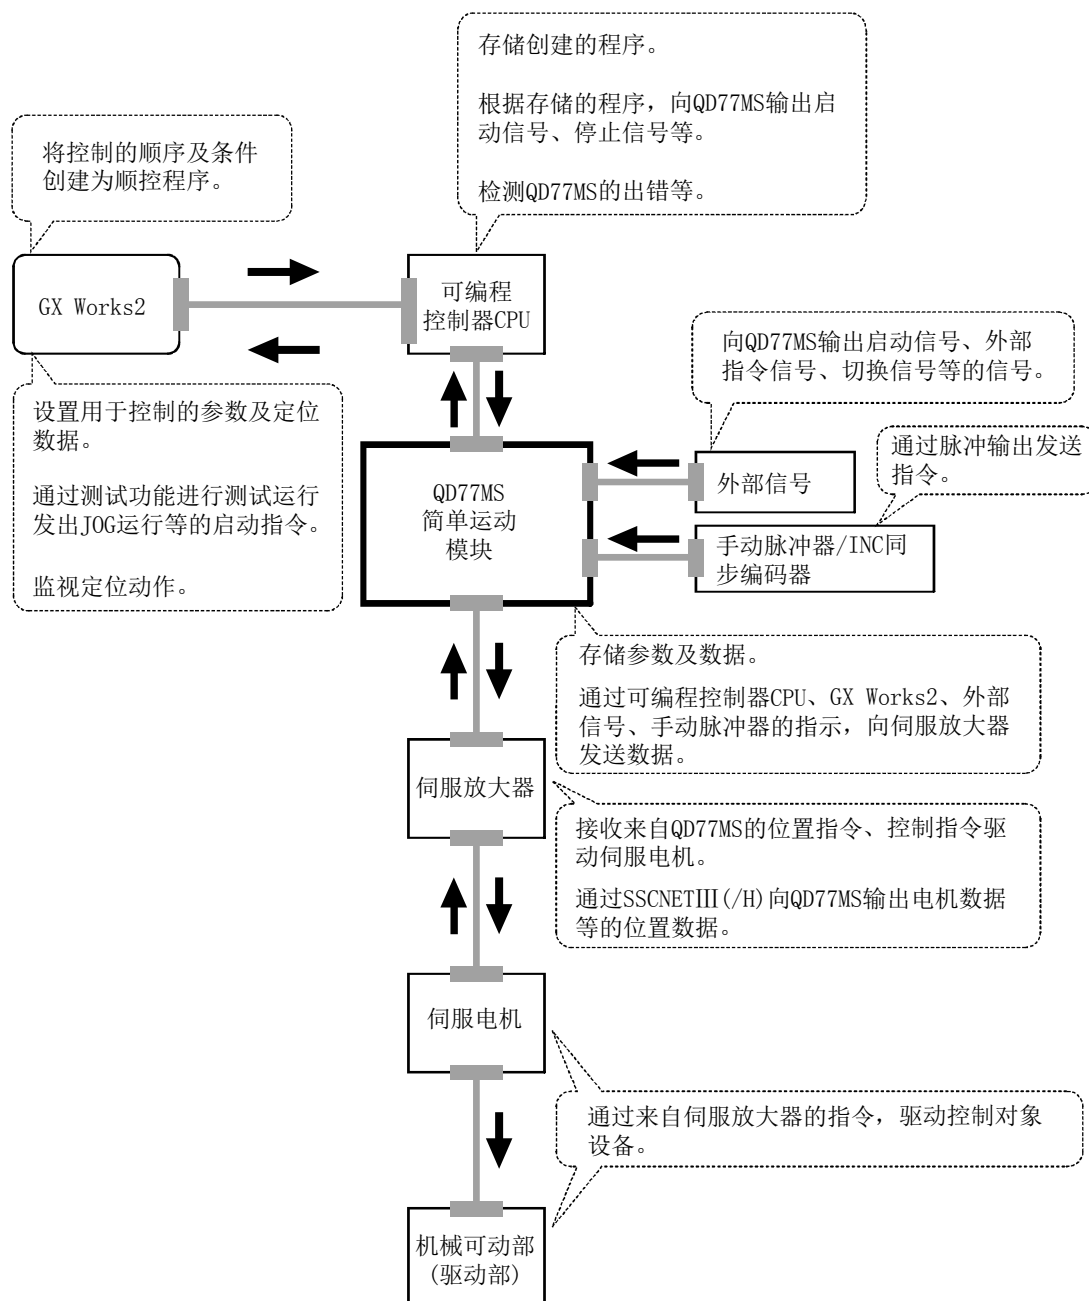 存储创建的程序。
根据存储的程序，向QD77MS输出启
动信号、停止信号等。
检测QD77MS的出错等。
将控制的顺序及条件
创建为顺控程序。
GX Works2
可编程
控制器CPU
向QD77MS输出启动信号、外部
指令信号、切换信号等的信号。
设置用于控制的参数及定位
数据。
通过测试功能进行测试运行
发出JOG运行等的启动指令。
监视定位动作。
通过脉冲输出发送
指令。
QD77MS
简单运动
模块
外部信号
手动脉冲器/INC同
步编码器
存储参数及数据。
通过可编程控制器CPU、GX Works2、外部
信号、手动脉冲器的指示，向伺服放大器
发送数据。
伺服放大器
接收来自QD77MS的位置指令、控制指令驱
动伺服电机。
通过SSCNETⅢ(/H)向QD77MS输出电机数据
等的位置数据。
伺服电机
通过来自伺服放大器的指令，驱动控制对象
设备。
机械可动部
(驱动部)